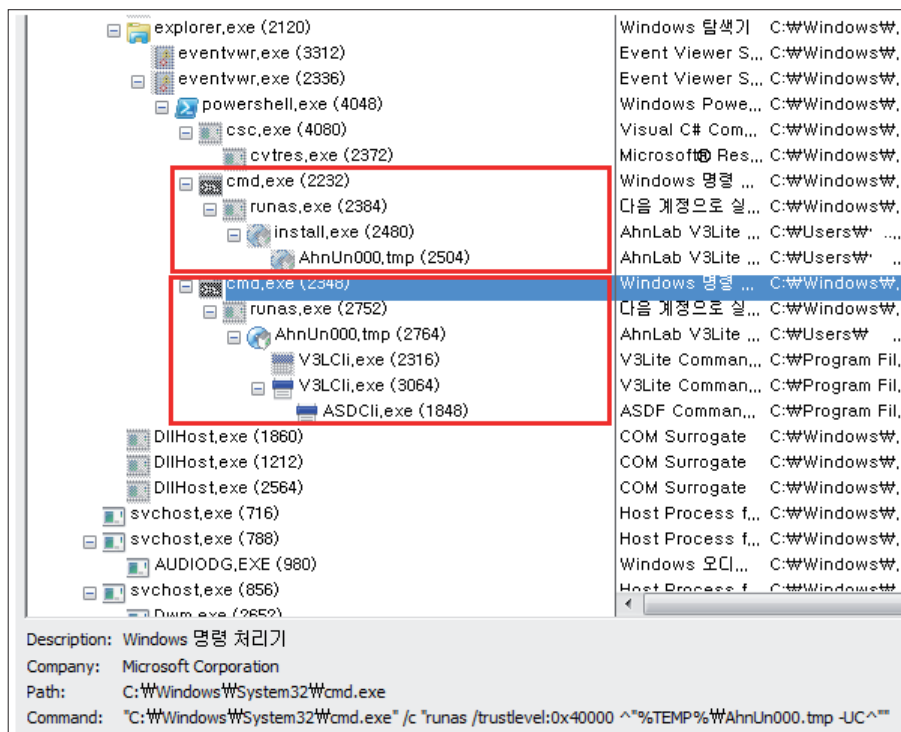 explorer,exe (2120) Windows 탐색기 C:₩Windows₩,
eventvwr,exe (3312) Event Viewer S,,, C:₩Windows₩,
eventvwr,exe (2336) Event Viewer S,,, C:₩Windows₩,
powershell,exe (4048) Windows Powe,,, C:₩Windows₩,
csc,exe (4080) Visual C# Com,,, C:₩Windows₩,
cvtres,exe (2372) Microsoft® Res,,, C:₩Windows₩,
cmd,exe (2232) Windows 명령 ,,, C:₩Windows₩,
runas,exe (2384) 다음 계정으로 실,,, C:₩Windows₩,
install,exe (2480) AhnLab V3Lite ,,, C:₩Users₩ ,,,
AhnUn000,tmp (2504) AhnLab V3Lite ,,, C:₩Users₩ ,,
cmd,exe (2348) Windows 명령 ,,, C:₩Windows₩,
runas,exe (2752) 다음 계정으로 실,,, C:₩Windows₩,
AhnUn000,tmp (2764) AhnLab V3Lite ,,, C:₩Users₩ ,,
V3LCli,exe (2316) V3Lite Comman,,, C:₩Program Fil,
V3LCli,exe (3064) V3Lite Comman,,, C:₩Program Fil,
ASDCli,exe (1848) ASDF Comman,,, C:₩Program Fil,
DllHost,exe (1860) COM Surrogate C:₩Windows₩,
DllHost,exe (1212) COM Surrogate C:₩Windows₩,
DllHost,exe (2564) COM Surrogate C:₩Windows₩,
svchost,exe (716) Host Process f,,, C:₩Windows₩,
svchost,exe (788) Host Process f,,, C:₩Windows₩,
AUDIODG,EXE (980) Windows 오디,,, C:₩Windows₩,
svchost,exe (856) Host Process f,,, C:₩Windows₩
Dwm,exe (2652)
Description: Windows 명령 처리기
Company: Microsoft Corporation
Path: C:₩Windows₩System32₩cmd.exe
Command: "C:₩Windows₩System32₩cmd.exe" /c "runas /trustlevel:0x40000 ^"%TEMP%₩AhnUn000.tmp -UC^""